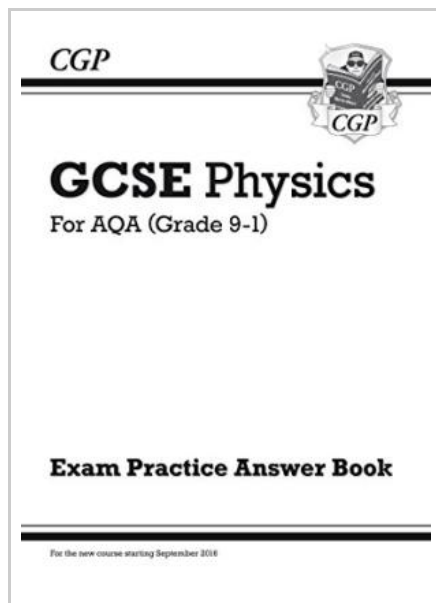 CGP
CGP
CGP
GCSE Physics
For AQA (Grade 9-1)
Exam Practice Answer Book
For the new course starting September 2016